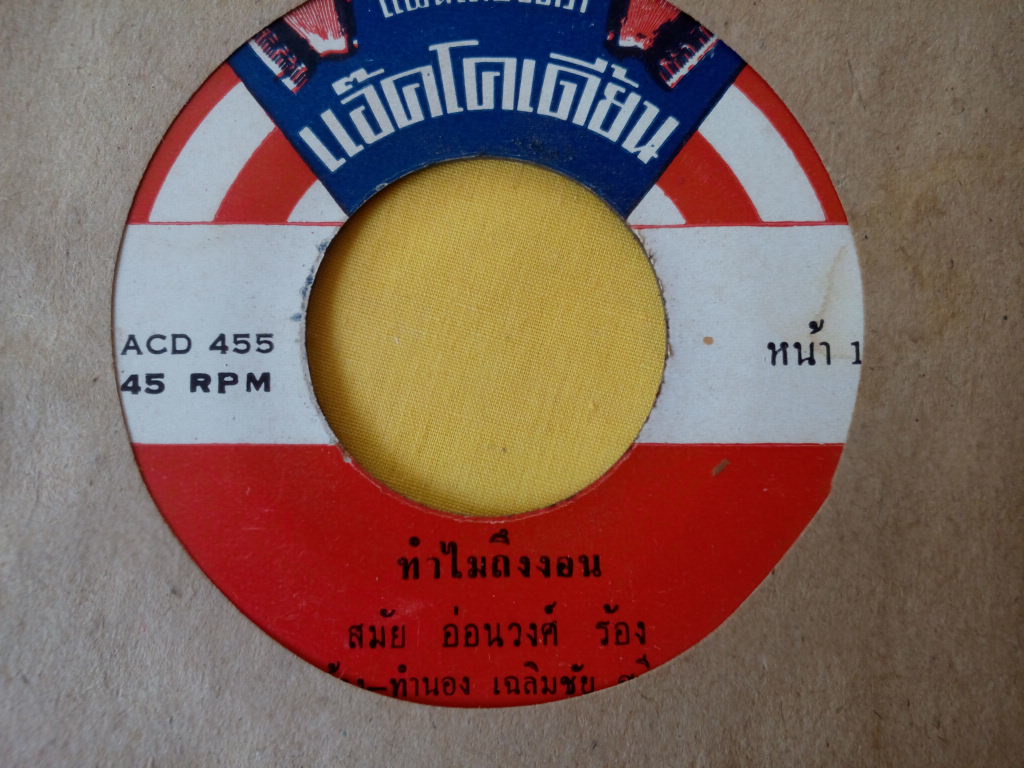 แอ๊คโคเดียน
ACD 455
45 RPM
หน้า 1
ทำไมถึงงอน
สมัย อ่อนวงศ์ ร้อง
ทำนอง เฉลิมชัย